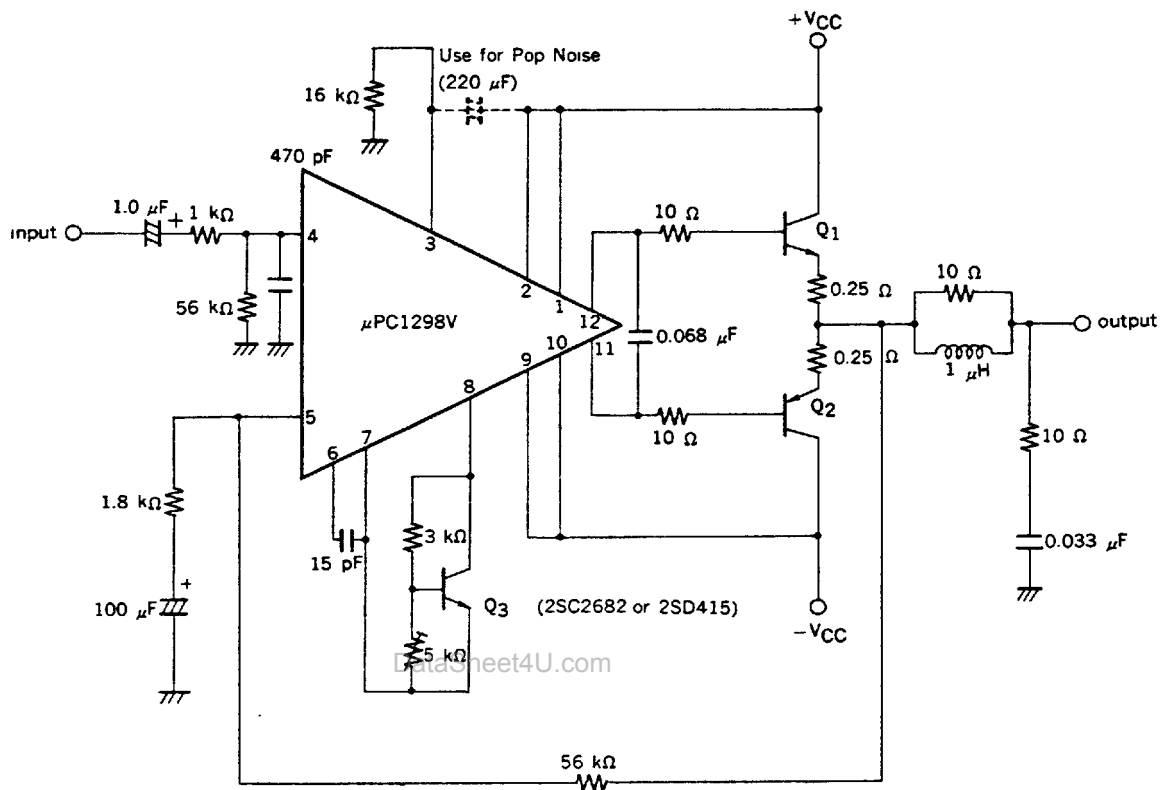 +VCC
Use for Pop Noise
(220 μF)
16 kΩ
470 pF
1.0 μF
+
1 kΩ
input
4
3
10 Ω
Q1
56 kΩ
2
1
12
0.25 Ω
10 Ω
μPC1298V
0.068 μF
output
11
10
9
0.25 Ω
1 μH
8
Q2
5
10 Ω
10 Ω
7
6
1.8 kΩ
3 kΩ
15 pF
0.033 μF
+
100 μF
Q3
(2SC2682 or 2SD415)
−VCC
5 kΩ
DataSheet4U.com
56 kΩ